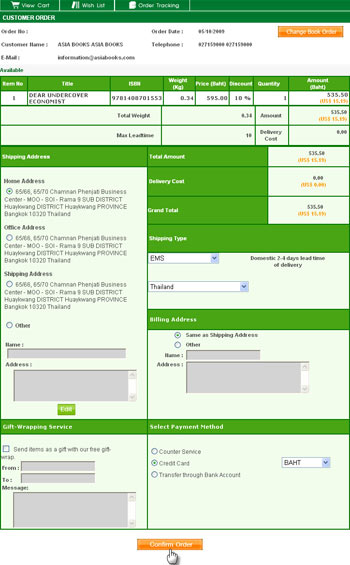 View Cart Wish List Order Tracking
CUSTOMER ORDER
Order No : Order Date : 05/10/2009 Change Book Order
Customer Name : ASIA BOOKS ASIA BOOKS Telephone : 027159000 027159000
E-Mail : information@asiabooks.com
Available
Item No Title ISBN Weight (Kg) Price (Baht) Discount Quantity Amount (Baht)
1 DEAR UNDERCOVER ECONOMIST 9781408701553 0.34 595.00 10 % 1 535.50 (US$ 15.19)
Total Weight 0.34 Amount 535.50 (US$ 15.19)
Max Leadtime 10 Delivery Cost 0.00
Shipping Address
Home Address
65/66, 65/70 Chamnan Phenjati Business
Center - MOO - SOI - Rama 9 SUB DISTRICT
Huaykwang DISTRICT Huaykwang PROVINCE
Bangkok 10320 Thailand
Office Address
65/66, 65/70 Chamnan Phenjati Business
Center - MOO - SOI - Rama 9 SUB DISTRICT
Huaykwang DISTRICT Huaykwang PROVINCE
Bangkok 10320 Thailand
Shipping Address
65/66, 65/70 Chamnan Phenjati Business
Center - MOO - SOI - Rama 9 SUB DISTRICT
Huaykwang DISTRICT Huaykwang PROVINCE
Bangkok 10320 Thailand
Other
Name :
Address :
Edit
Total Amount 535.50 (US$ 15.19)
Delivery Cost 0.00 (US$ 0.00)
Grand Total 535.50 (US$ 15.19)
Shipping Type
EMS Domestic 2-4 days lead time of delivery
Thailand
Billing Address
Same as Shipping Address
Other
Name :
Address :
Gift-Wrapping Service
Send items as a gift with our free gift-
wrap
From :
To :
Message:
Select Payment Method
Counter Service
Credit Card BAHT
Transfer through Bank Account
Confirm Order